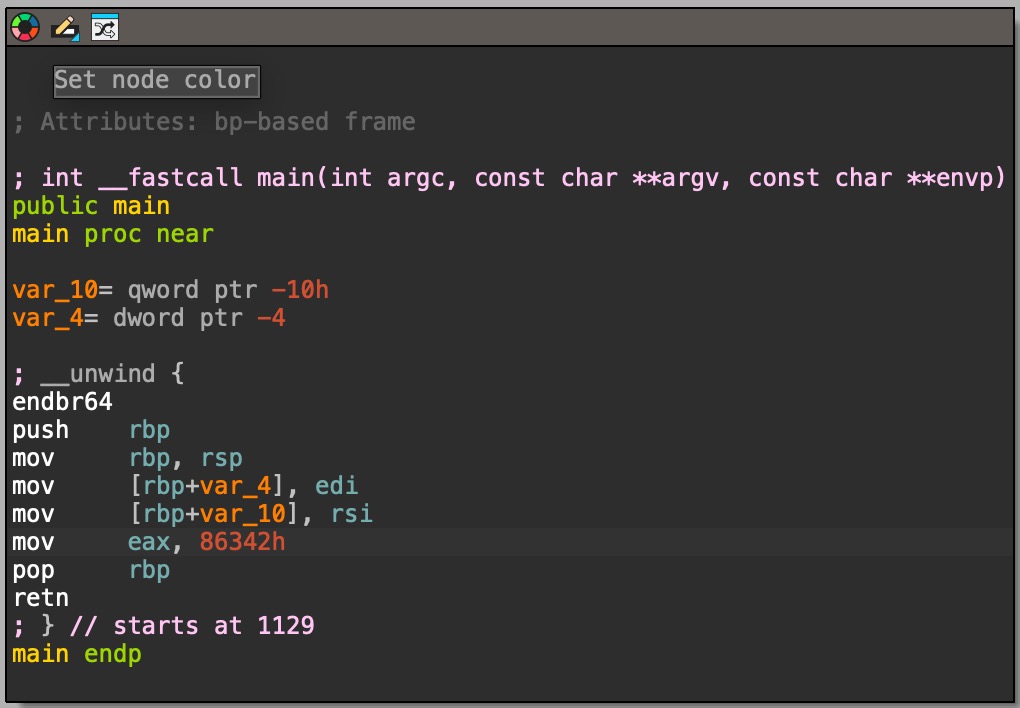 Set node color
; Attributes: bp-based frame
; int __fastcall main(int argc, const char **argv, const char **envp)
public main
main proc near
var_10= qword ptr -10h
var_4= dword ptr -4
; __unwind {
endbr64
push    rbp
mov     rbp, rsp
mov     [rbp+var_4], edi
mov     [rbp+var_10], rsi
mov     eax, 86342h
pop     rbp
retn
; } // starts at 1129
main endp